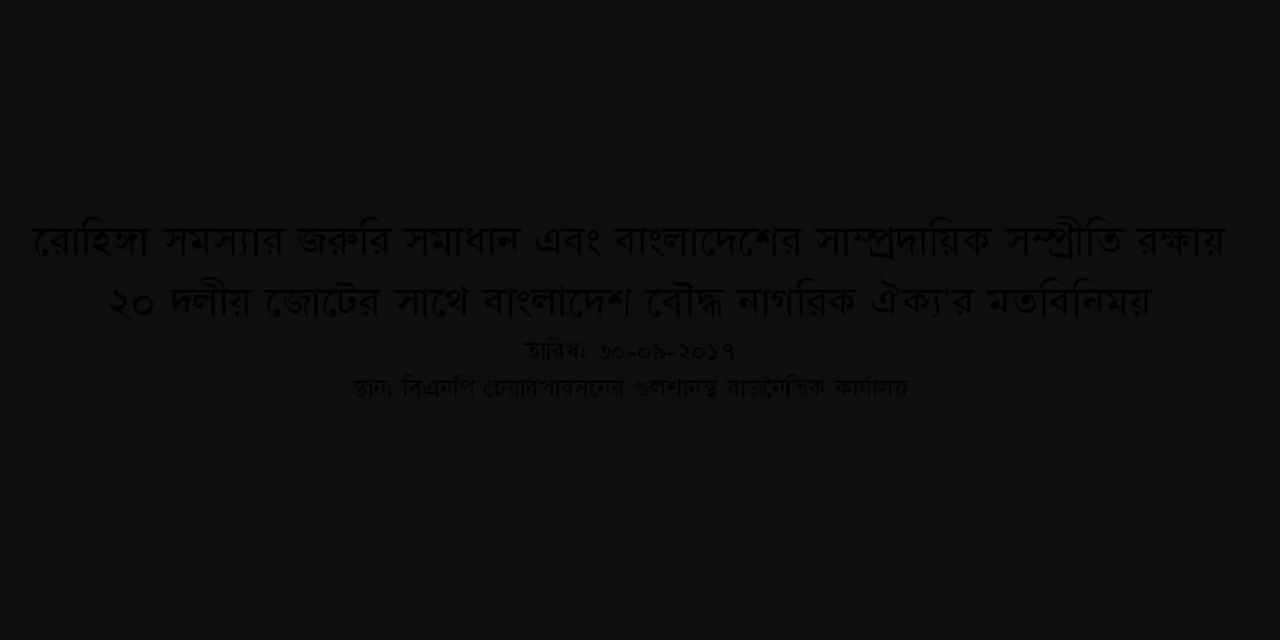 রোহিঙ্গা সমস্যার জরুরি সমাধান এবং বাংলাদেশের সাম্প্রদায়িক সম্প্রীতি রক্ষায়
২০ দলীয় জোটের সাথে বাংলাদেশ বৌদ্ধ নাগরিক ঐক্য'র মতবিনিময়
তারিখ: ৩০-০৯-২০১৭
স্থান: বিএনপি চেয়ারপারসনের গুলশানস্থ রাজনৈতিক কার্যালয়